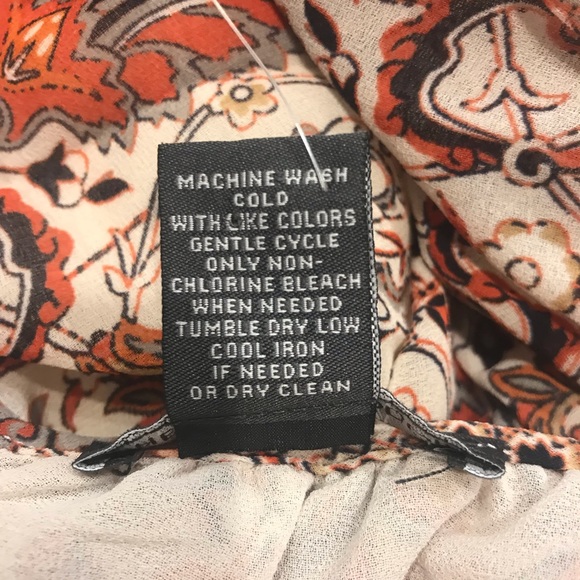 MACHINE WASH
COLD
WITH LIKE COLORS
GENTLE CYCLE
ONLY NON-
CHLORINE BLEACH
WHEN NEEDED
TUMBLE DRY LOW
COOL IRON
IF NEEDED
OR DRY CLEAN